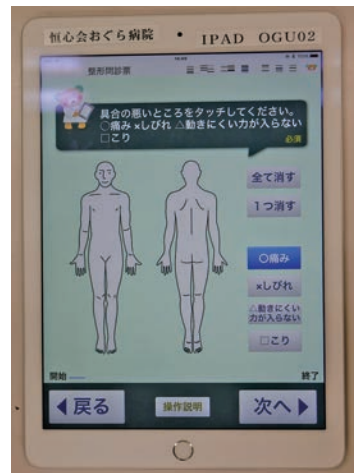 恒心会おぐら病院 ・ IPAD OGU02
整形問診票
具合の悪いところをタッチしてください。
○痛み ×しびれ △動きにくい力が入らない
□こり
必須
全て消す
1つ消す
○痛み
×しびれ
△動きにくい
力が入らない
□こり
開始
終了
◀戻る
操作説明
次へ▶